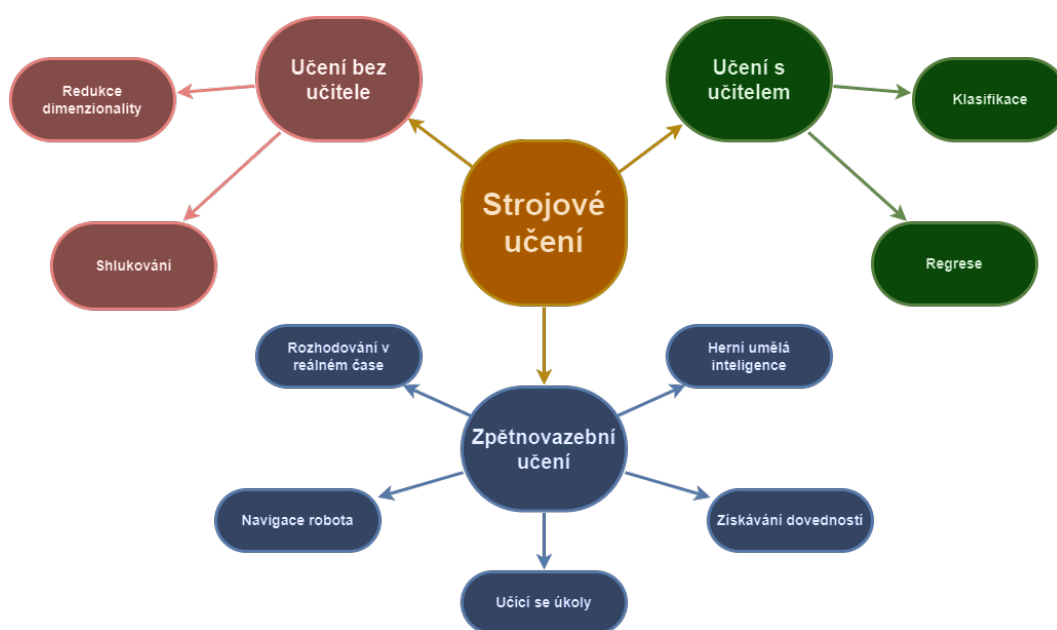 Učení bez
učitele
Učení s
učitelem
Redukce
dimenzionality
Klasifikace
Strojové
učení
Shlukování
Regrese
Rozhodování v
reálném čase
Herní umělá
inteligence
Zpětnovazební
učení
Navigace robota
Získávání dovedností
Učící se úkoly